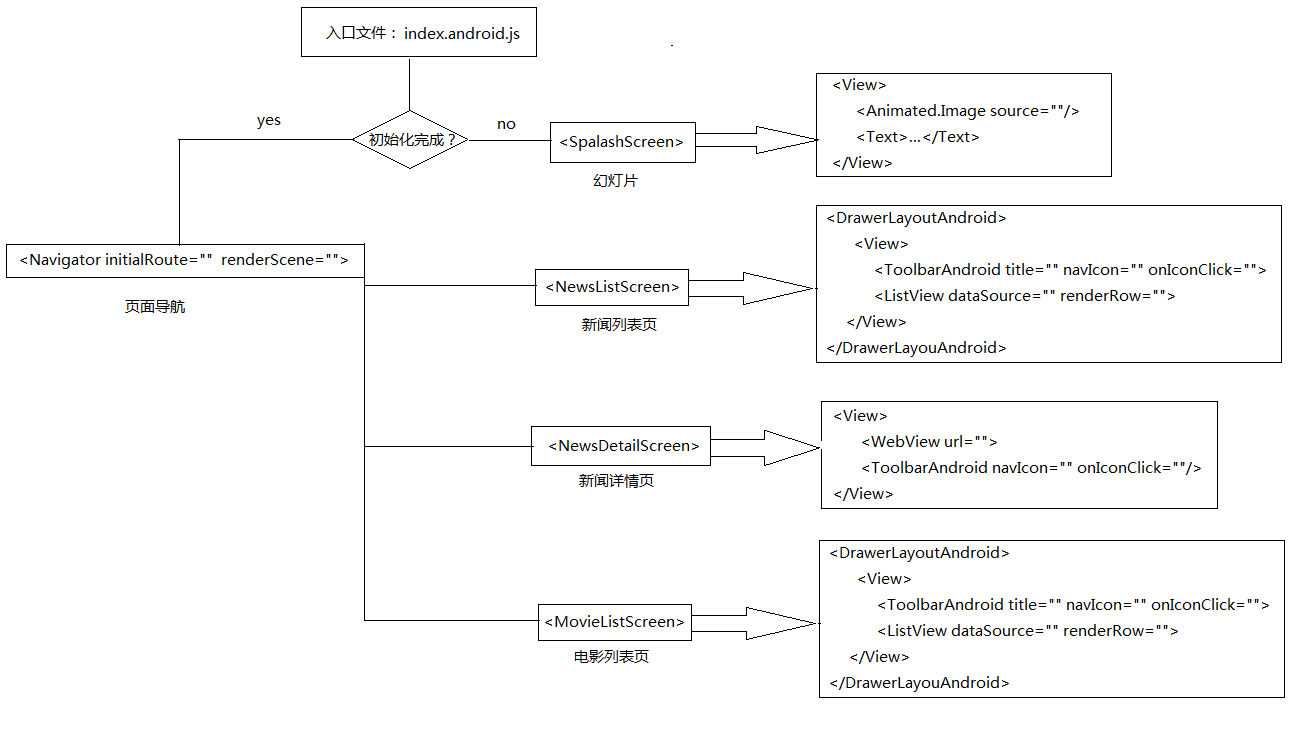 入口文件： index.android.js
yes
初始化完成？
no
<SpalashScreen>
幻灯片
<View>
<Animated.Image source=""/>
<Text>...</Text>
</View>
<Navigator initialRoute="" renderScene="">
页面导航
<NewsListScreen>
新闻列表页
<DrawerLayoutAndroid>
<View>
<ToolbarAndroid title="" navIcon="" onIconClick="">
<ListView dataSource="" renderRow="">
</View>
</DrawerLayouAndroid>
<NewsDetailScreen>
新闻详情页
<View>
<WebView url="">
<ToolbarAndroid navIcon="" onIconClick=""/>
</View>
<MovieListScreen>
电影列表页
<DrawerLayoutAndroid>
<View>
<ToolbarAndroid title="" navIcon="" onIconClick="">
<ListView dataSource="" renderRow="">
</View>
</DrawerLayouAndroid>